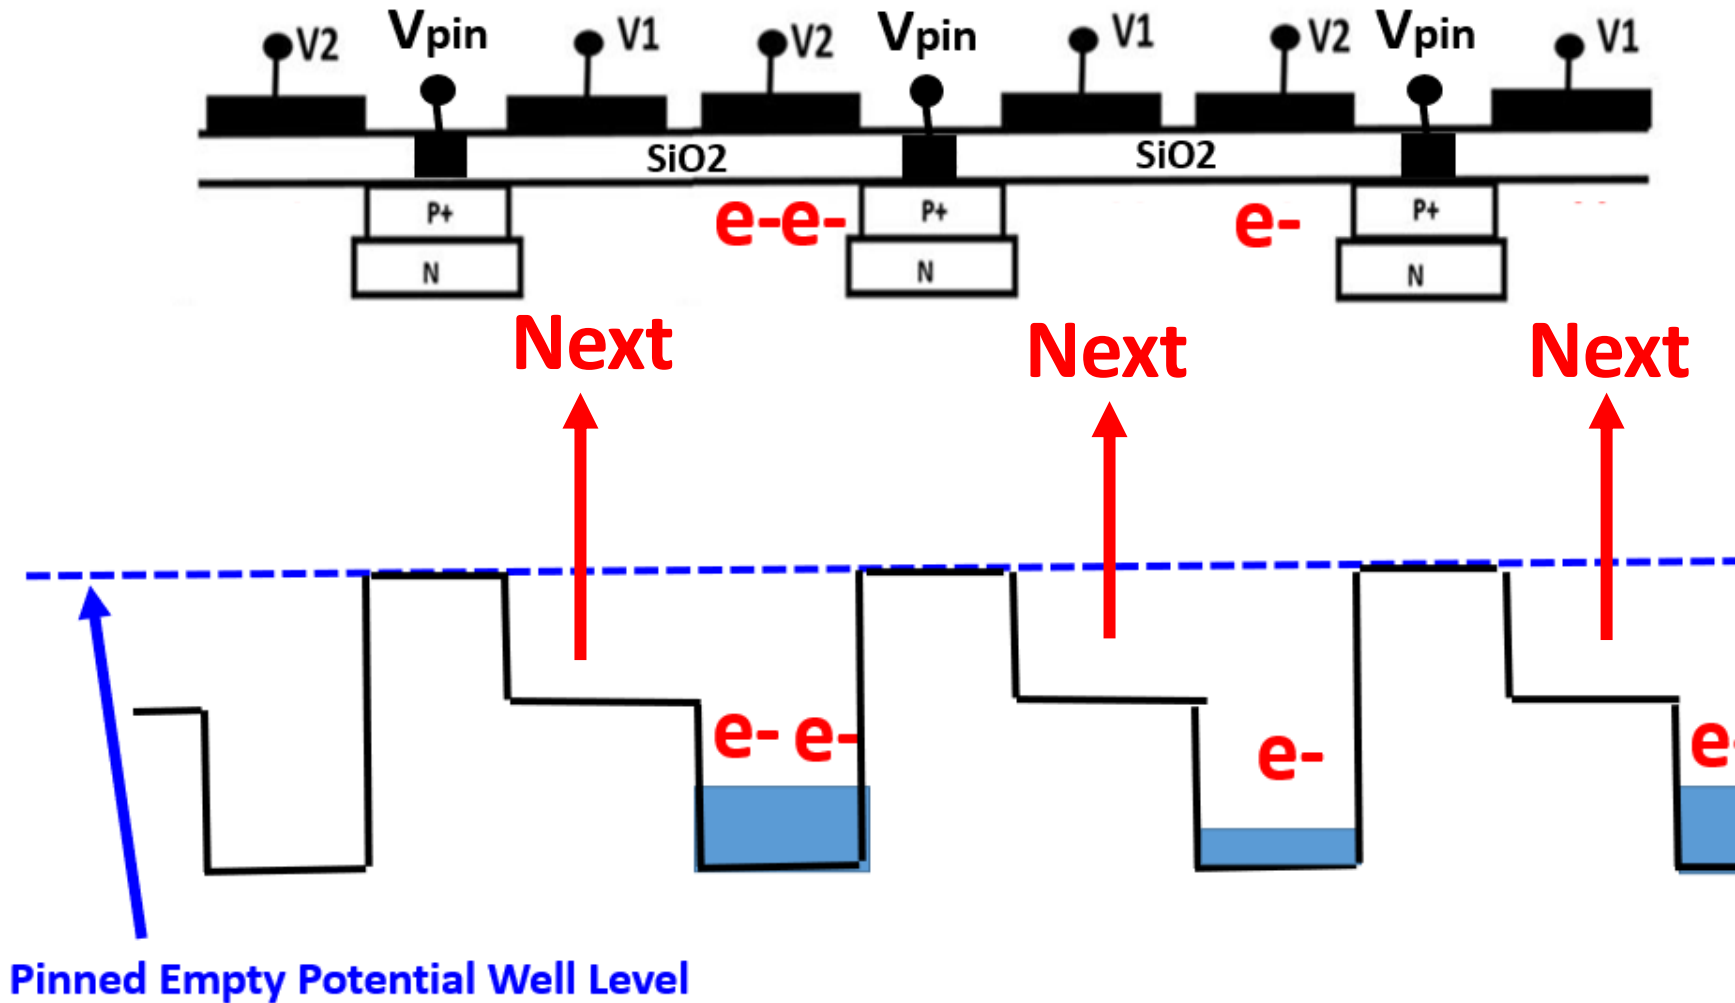 V2 Vpin V1 V2 Vpin V1 V2 Vpin V1
SiO2 SiO2
P+ e-e- P+ e- P+
N N N
Next Next Next
e- e- e- e-
Pinned Empty Potential Well Level